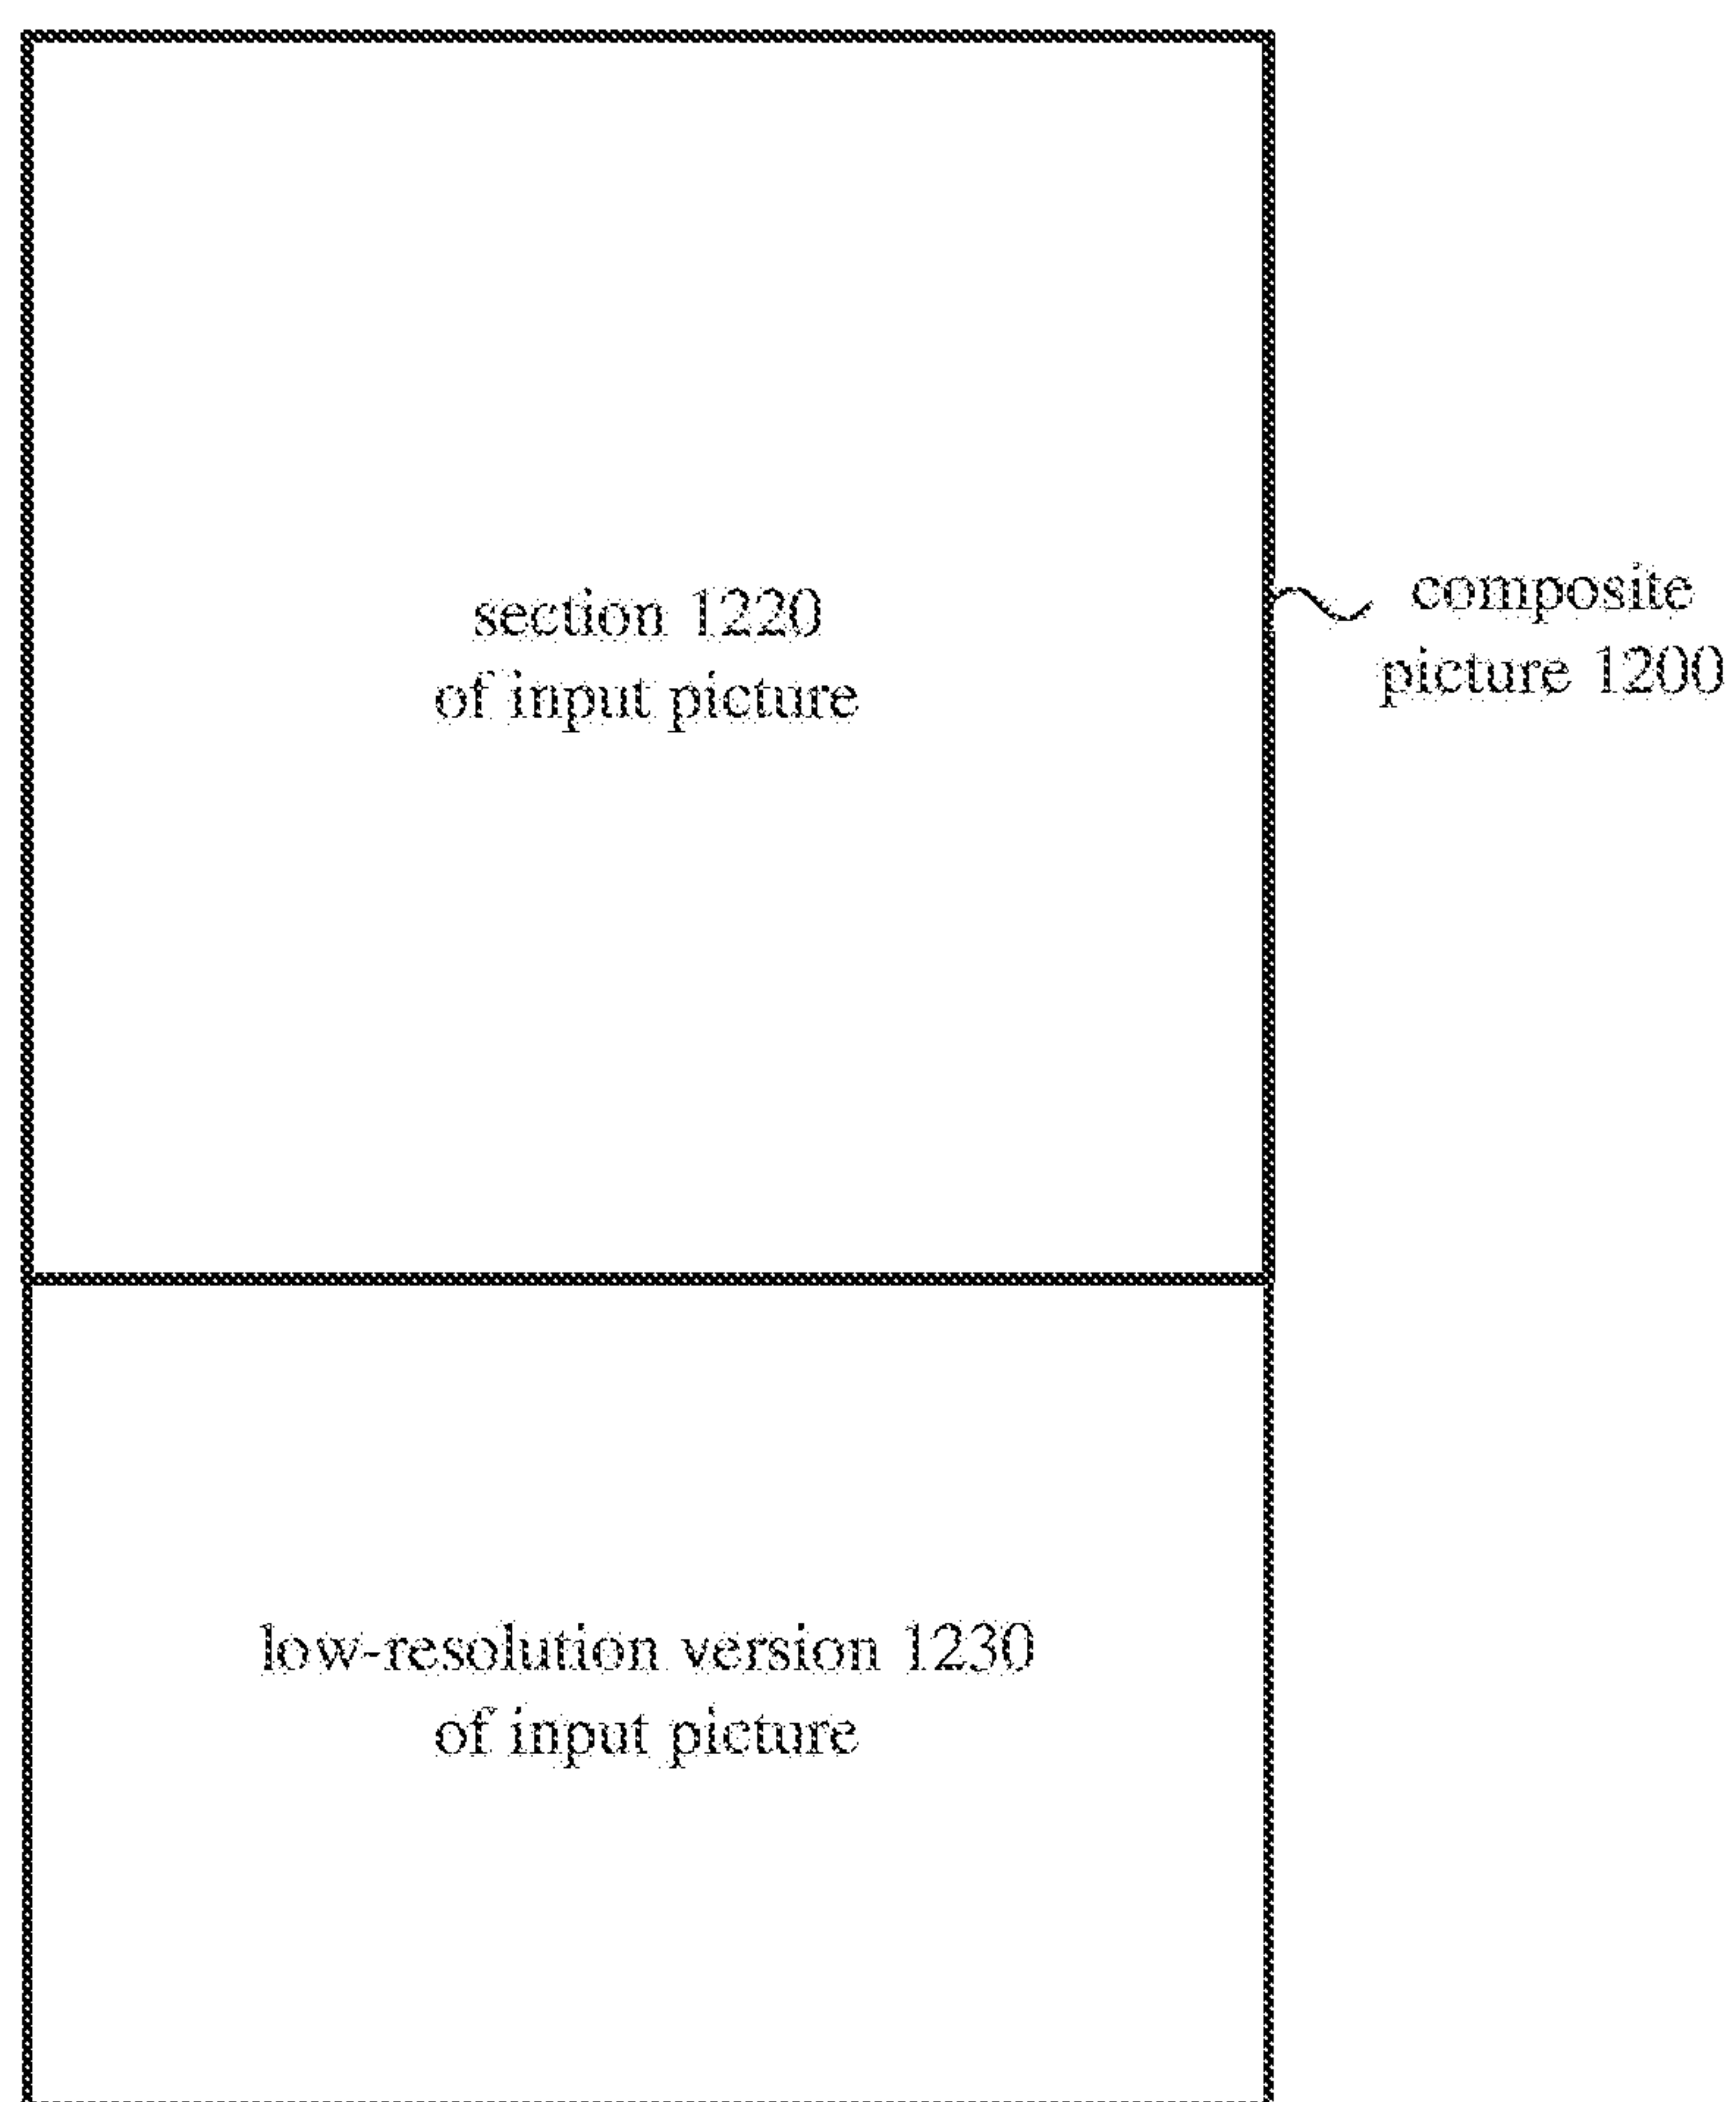 section 1220
of input picture
composite
picture 1200
low-resolution version 1230
of input picture